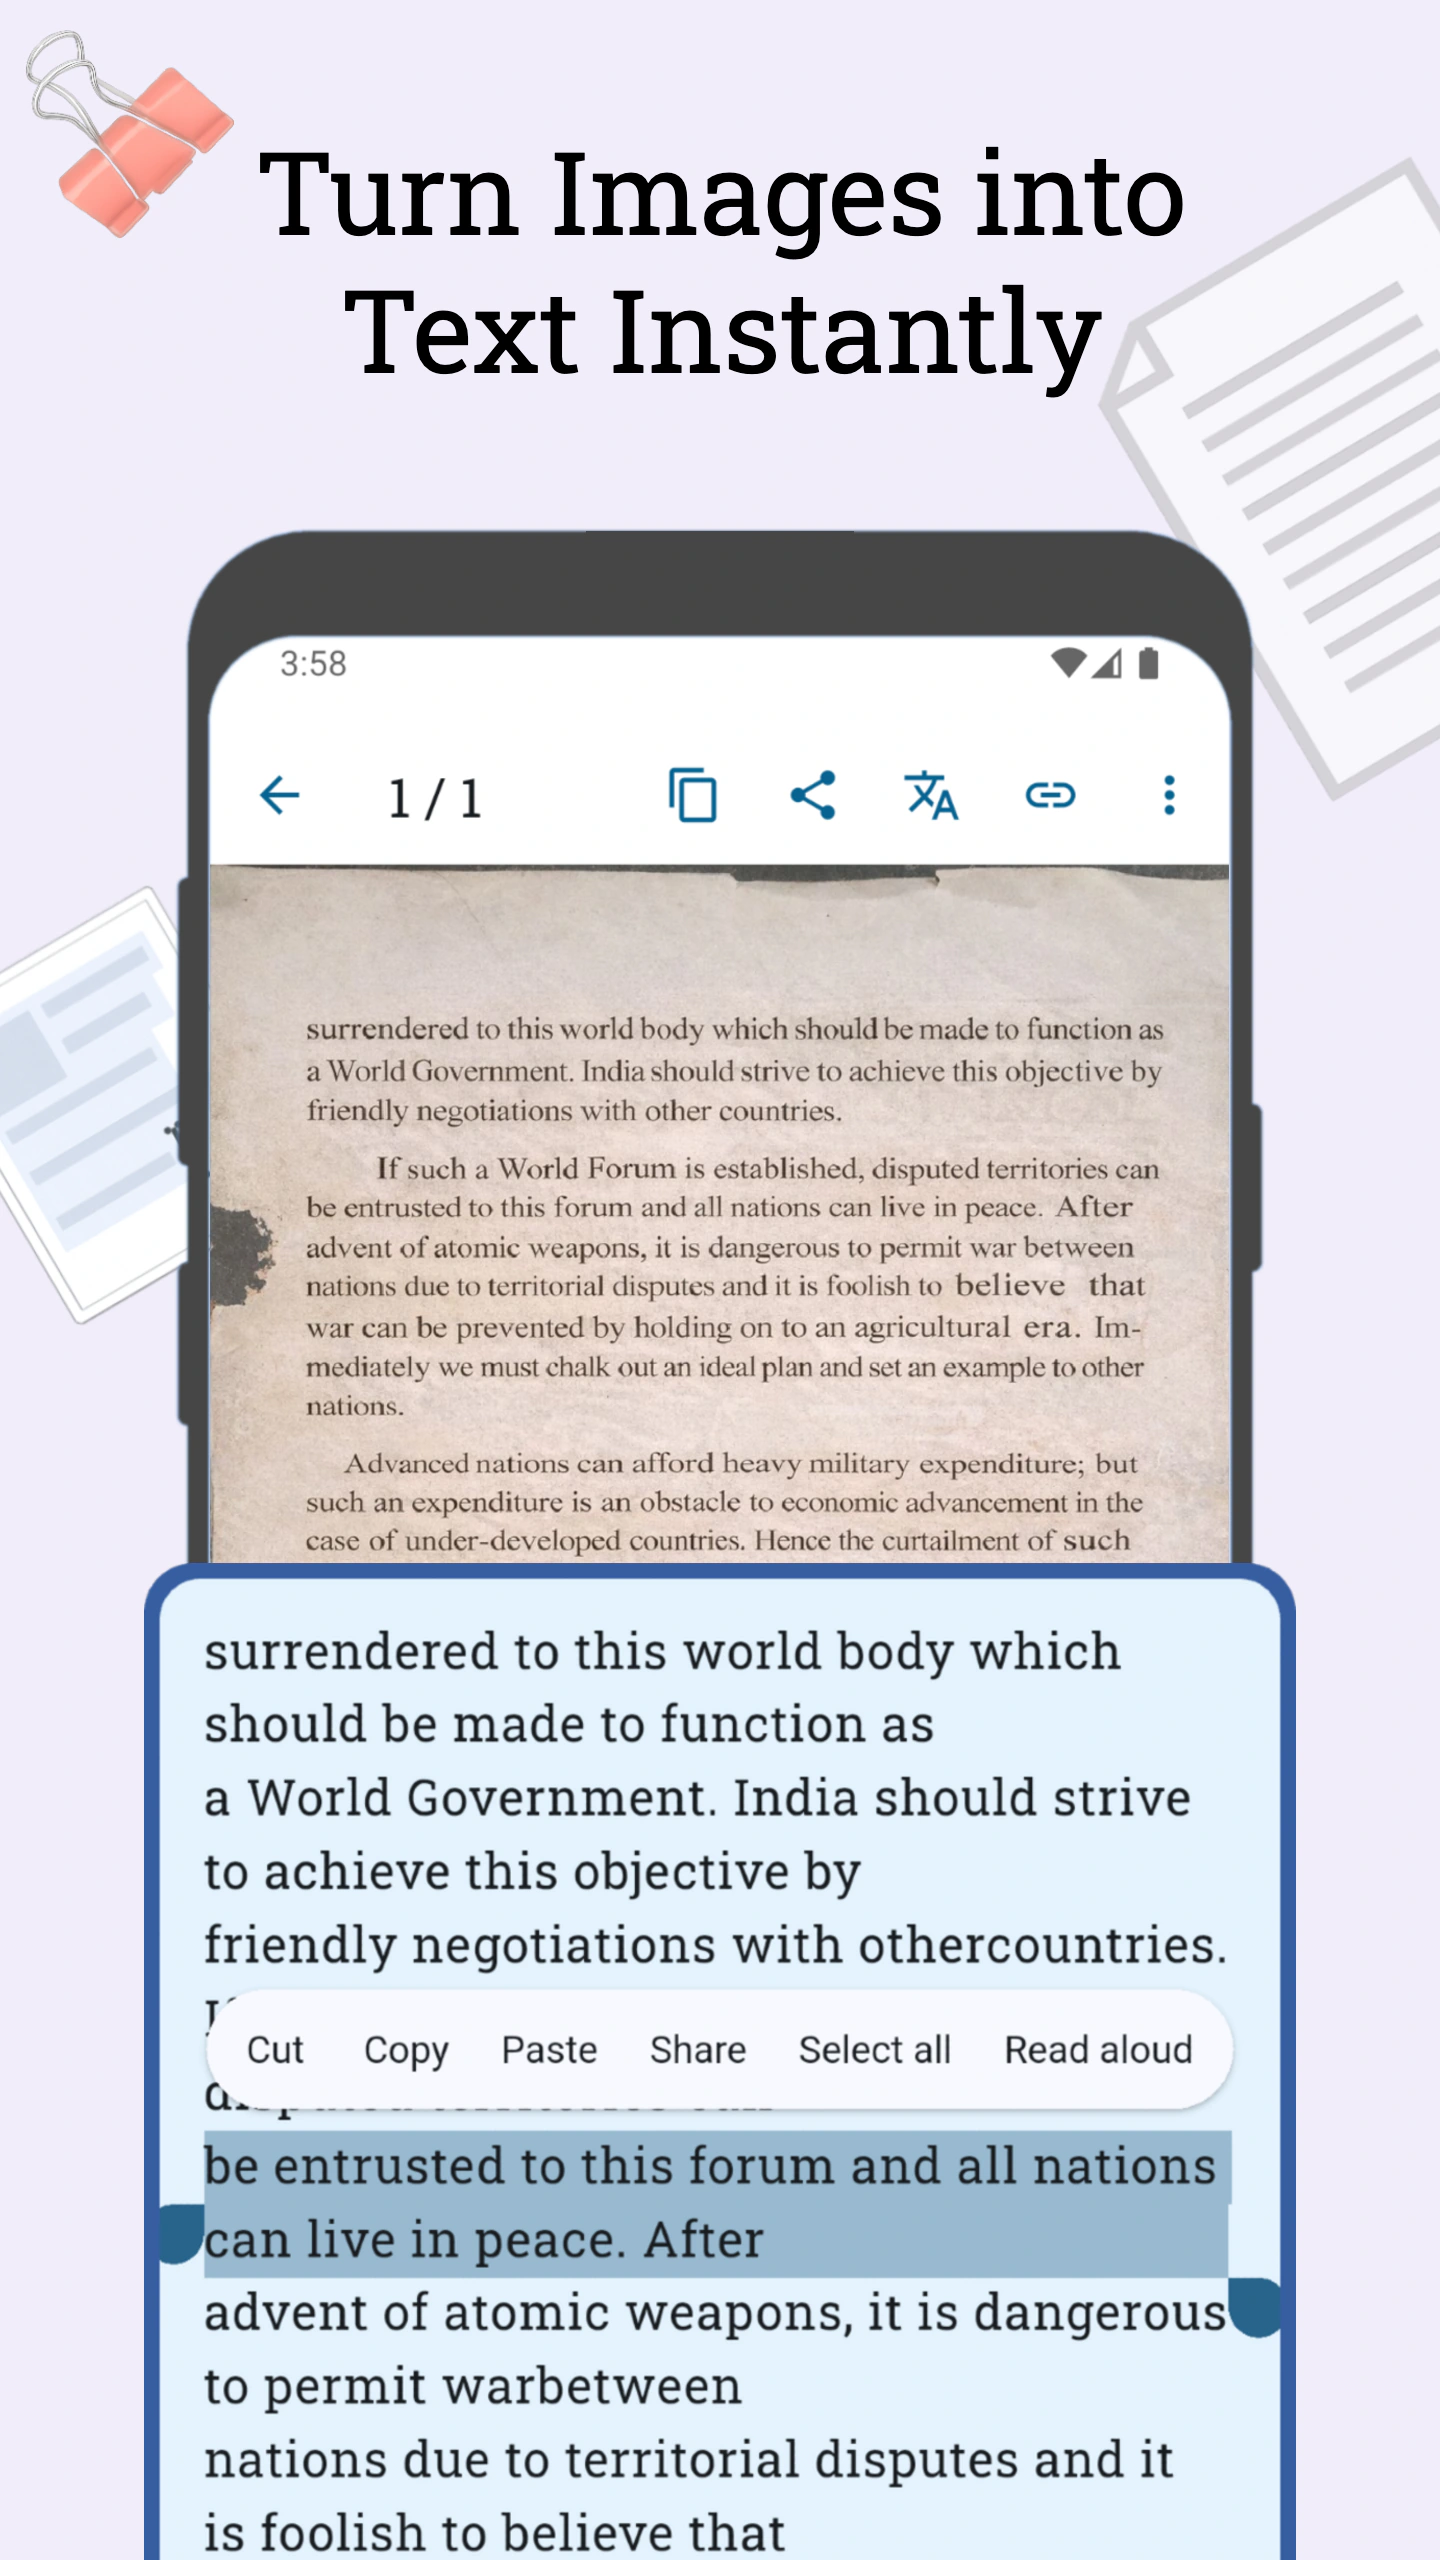 Turn Images into
Text Instantly
3:58
1 / 1
surrendered to this world body which should be made to function as
a World Government. India should strive to achieve this objective by
friendly negotiations with other countries.
If such a World Forum is established, disputed territories can
be entrusted to this forum and all nations can live in peace. After
advent of atomic weapons, it is dangerous to permit war between
nations due to territorial disputes and it is foolish to believe that
war can be prevented by holding on to an agricultural era. Im-
mediately we must chalk out an ideal plan and set an example to other
nations.
Advanced nations can afford heavy military expenditure; but
such an expenditure is an obstacle to economic advancement in the
case of under-developed countries. Hence the curtailment of such
surrendered to this world body which
should be made to function as
a World Government. India should strive
to achieve this objective by
friendly negotiations with othercountries.
Cut Copy Paste Share Select all Read aloud
be entrusted to this forum and all nations
can live in peace. After
advent of atomic weapons, it is dangerous
to permit warbetween
nations due to territorial disputes and it
is foolish to believe that